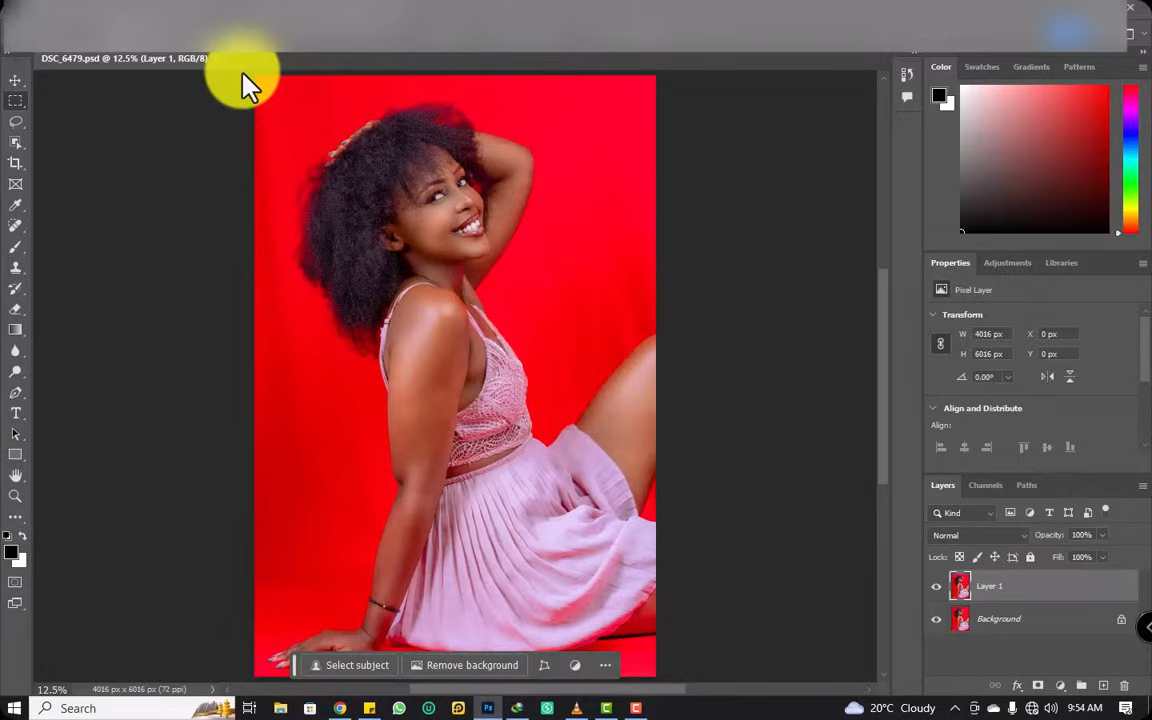 DSC_6479.psd @ 12.5% (Layer 1, RGB/8)
Color
Swatches
Gradients
Patterns
Properties
Adjustments
Libraries
Pixel Layer
Transform
W 4016 px X 0 px
H 6016 px Y 0 px
0.00°
Align and Distribute
Align:
Layers
Channels
Paths
Kind
Normal
Opacity: 100%
Lock:
Fill: 100%
Layer 1
Background
Select subject
Remove background
12.5%
4016 px x 6016 px (72 ppi)
Search
20°C Cloudy
9:54 AM